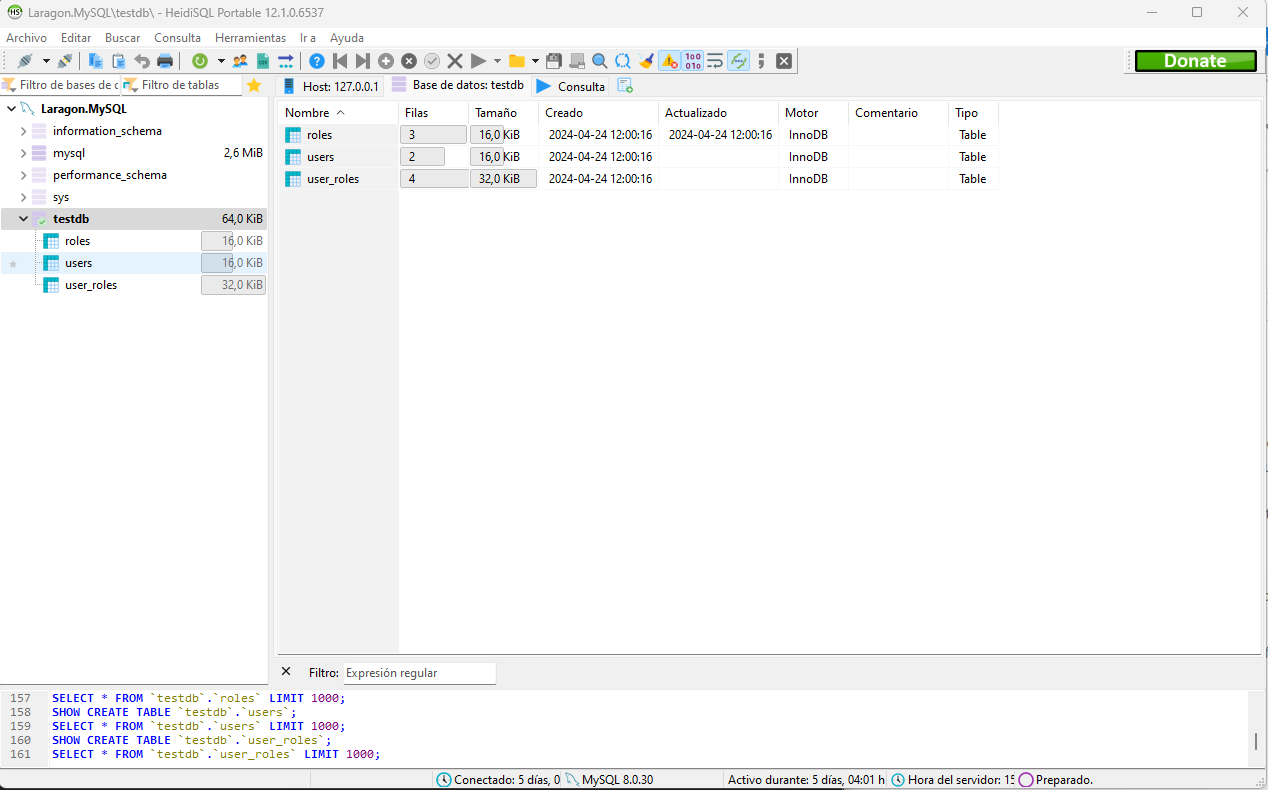 Laragon.MySQL\testdb\ - HeidiSQL Portable 12.1.0.6537
Archivo Editar Buscar Consulta Herramientas Ir a Ayuda
Donate
Filtro de bases de d Filtro de tablas
Host: 127.0.0.1 Base de datos: testdb Consulta
Laragon.MySQL
information_schema
mysql 2,6 MiB
performance_schema
sys
testdb 64,0 KiB
roles 16,0 KiB
users 16,0 KiB
user_roles 32,0 KiB
Nombre Filas Tamaño Creado Actualizado Motor Comentario Tipo
roles 3 16,0 KiB 2024-04-24 12:00:16 2024-04-24 12:00:16 InnoDB Table
users 2 16,0 KiB 2024-04-24 12:00:16 InnoDB Table
user_roles 4 32,0 KiB 2024-04-24 12:00:16 InnoDB Table
Filtro: Expresión regular
157 SELECT * FROM `testdb`.`roles` LIMIT 1000;
158 SHOW CREATE TABLE `testdb`.`users`;
159 SELECT * FROM `testdb`.`users` LIMIT 1000;
160 SHOW CREATE TABLE `testdb`.`user_roles`;
161 SELECT * FROM `testdb`.`user_roles` LIMIT 1000;
Conectado: 5 días, 0 MySQL 8.0.30 Activo durante: 5 días, 04:01 h Hora del servidor: 15 Preparado.